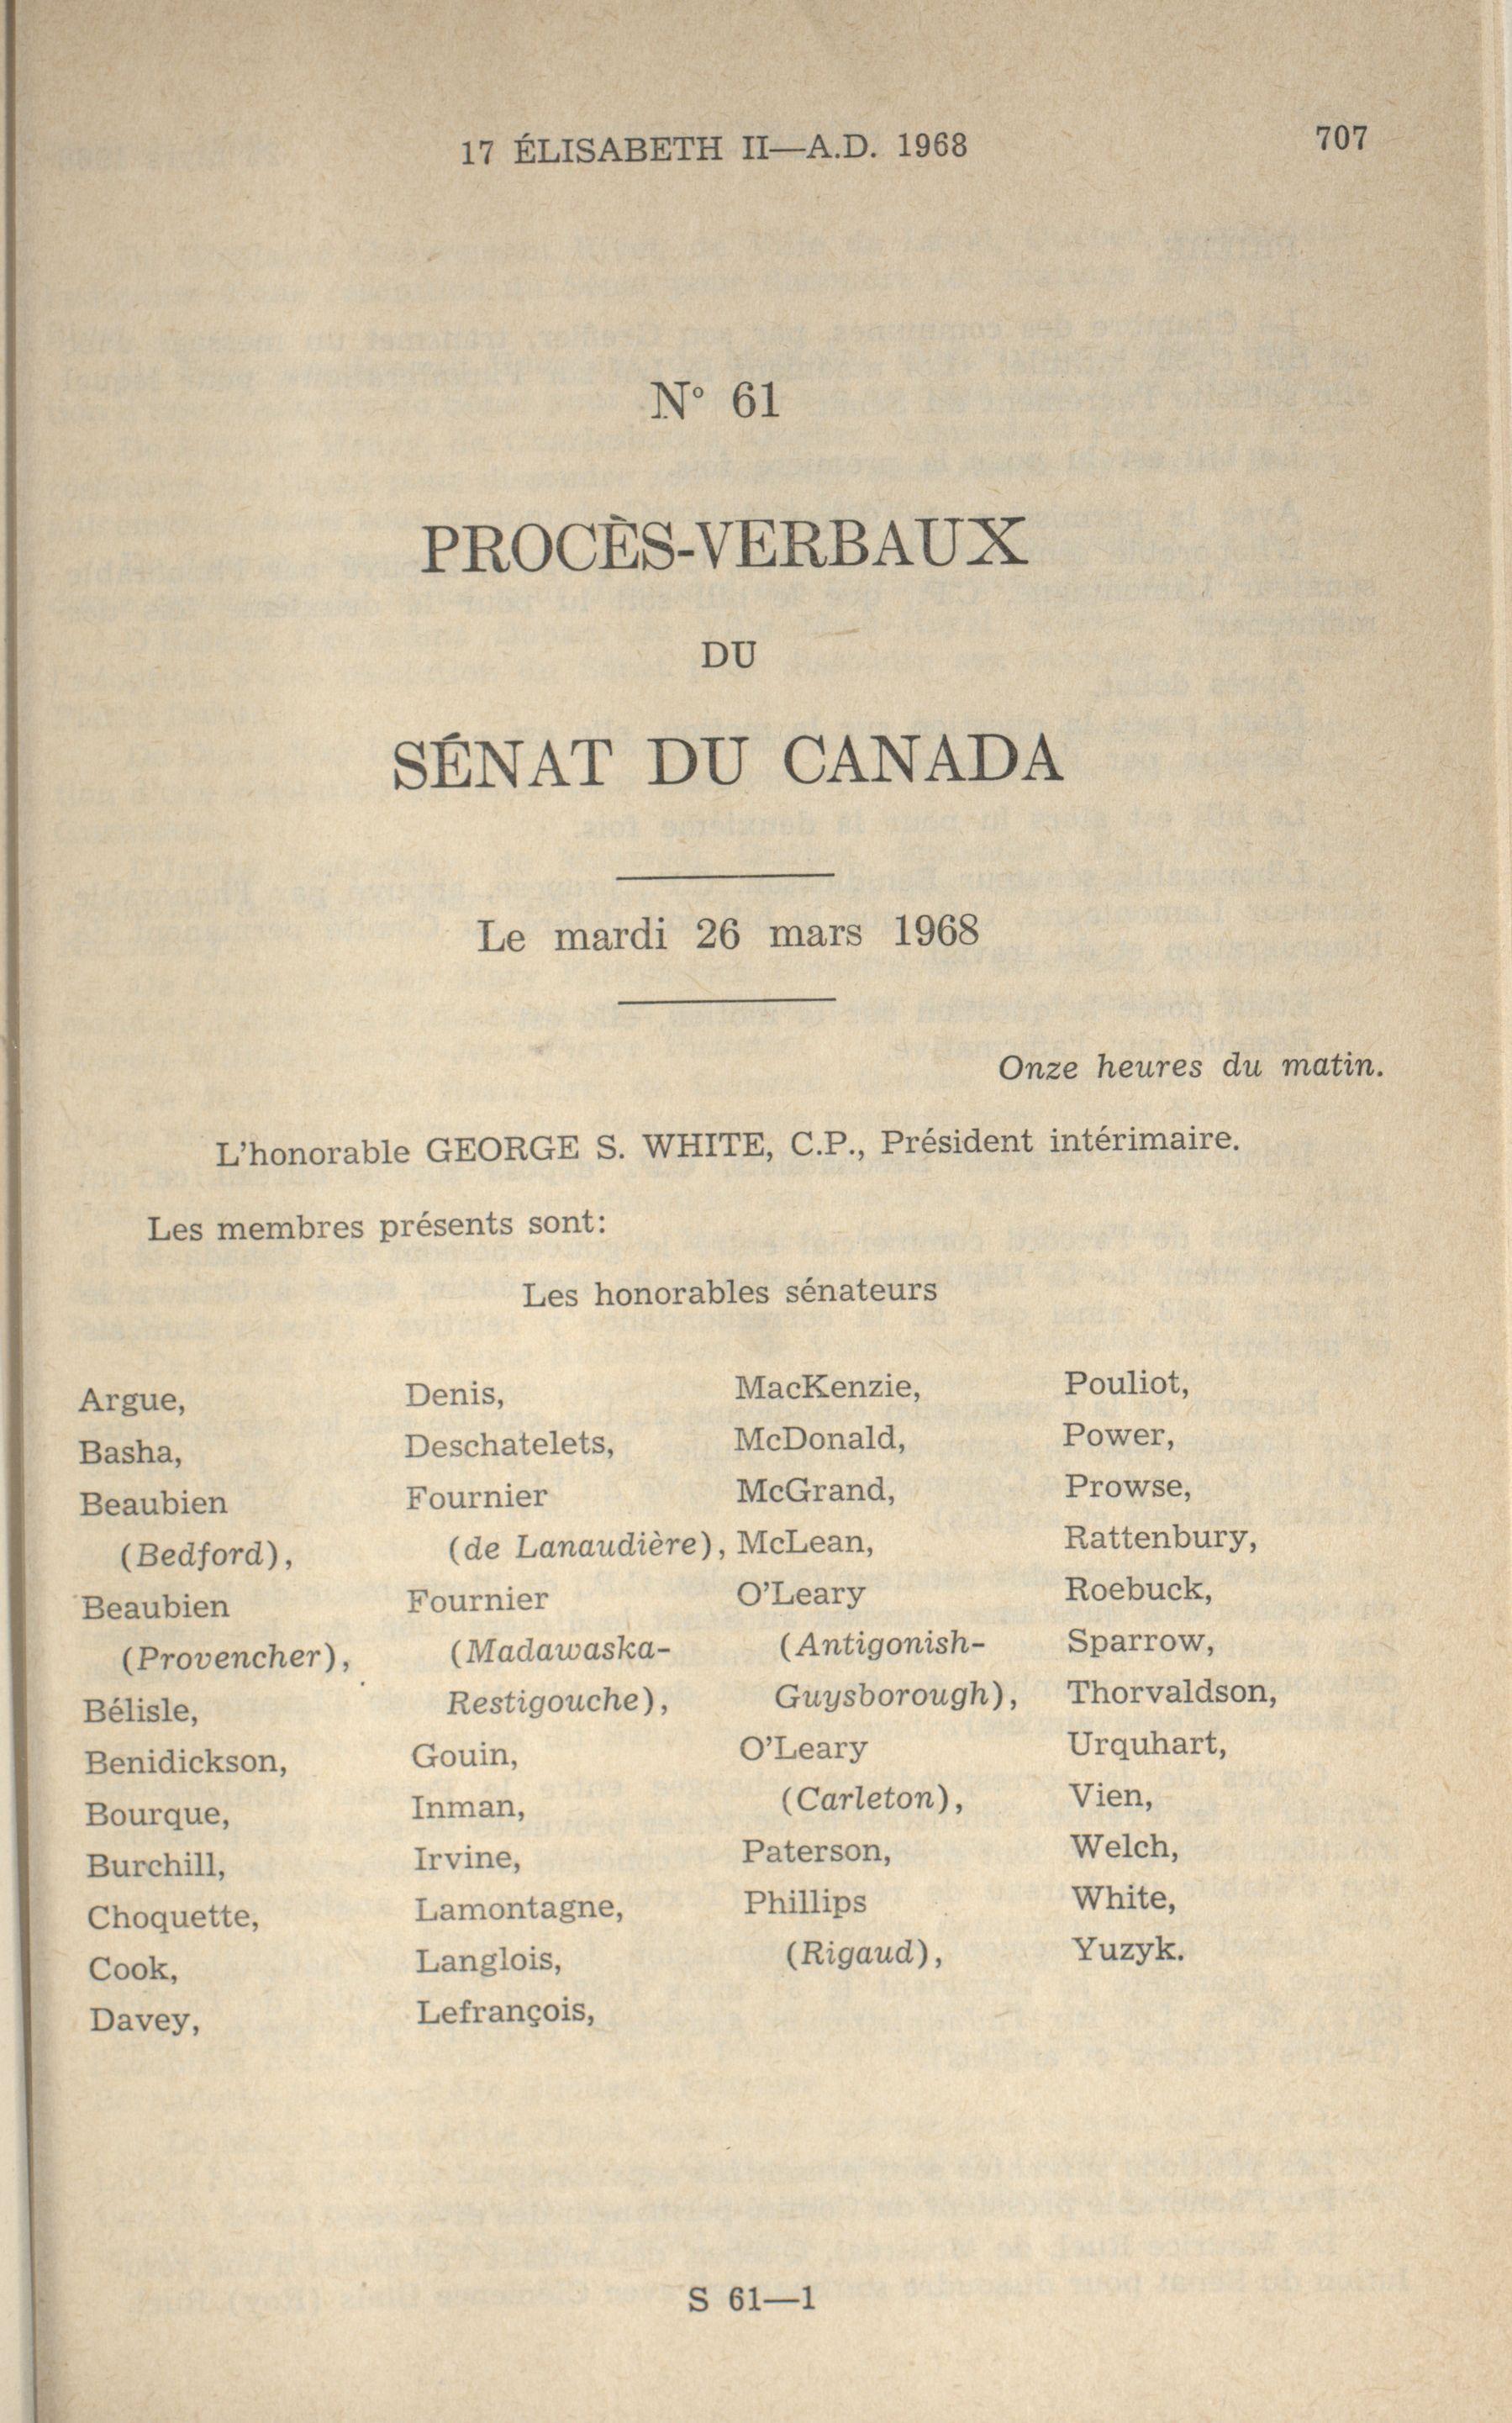 17 ÉLISABETH II—A.D. 1968
707
N° 61
PROCÈS-VERBAUX
DU
SÉNAT DU CANADA
Le mardi 26 mars 1968
Onze heures du matin.
L'honorable GEORGE S. WHITE, C.P., Président intérimaire.
Les membres présents sont:
Les honorables sénateurs
Argue,
Basha,
Beaubien
(Bedford),
Beaubien
(Provencher),
Bélisle,
Benidickson,
Bourque,
Burchill,
Choquette,
Cook,
Davey,
Denis,
Deschatelets,
Fournier
(de Lanaudière),
Fournier
(Madawaska-
Restigouche),
Gouin,
Inman,
Irvine,
Lamontagne,
Langlois,
Lefrançois,
MacKenzie,
McDonald,
McGrand,
McLean,
O'Leary
(Antigonish-
Guysborough),
O'Leary
(Carleton),
Paterson,
Phillips
(Rigaud),
Pouliot,
Power,
Prowse,
Rattenbury,
Roebuck,
Sparrow,
Thorvaldson,
Urquhart,
Vien,
Welch,
White,
Yuzyk.
S 61—1